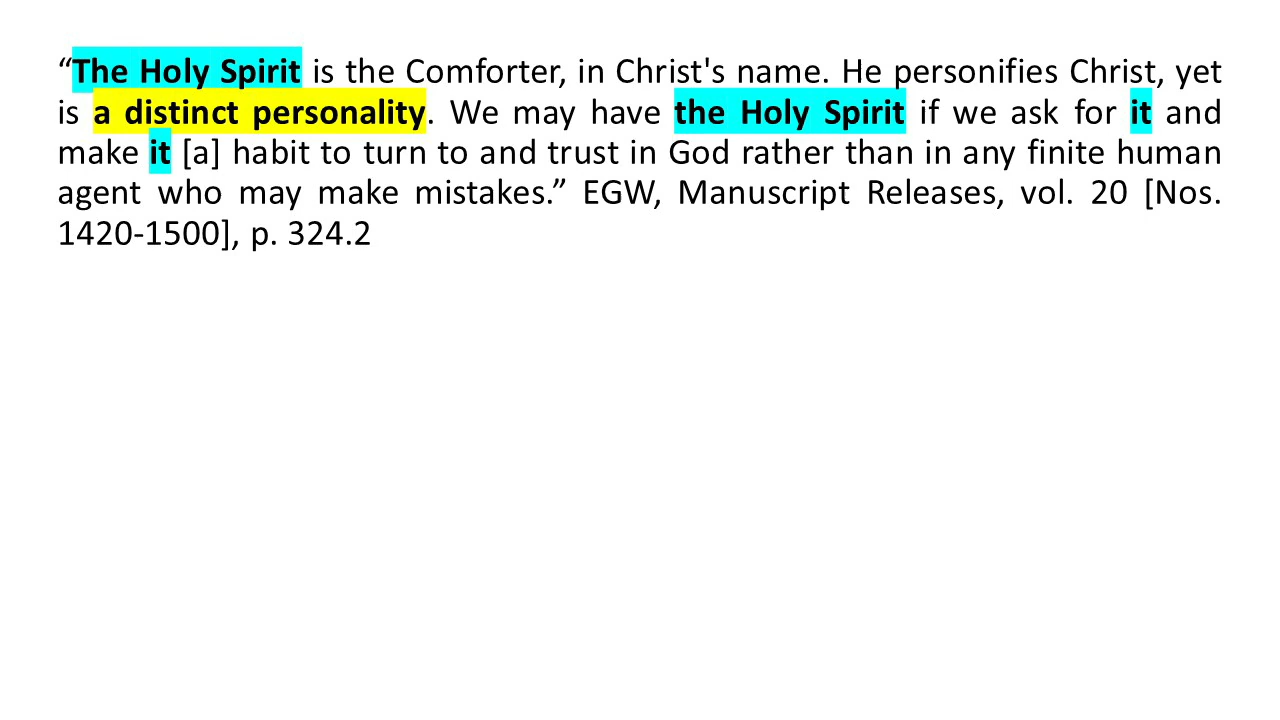 “The Holy Spirit is the Comforter, in Christ's name. He personifies Christ, yet
is a distinct personality. We may have the Holy Spirit if we ask for it and
make it [a] habit to turn to and trust in God rather than in any finite human
agent who may make mistakes.” EGW, Manuscript Releases, vol. 20 [Nos.
1420-1500], p. 324.2